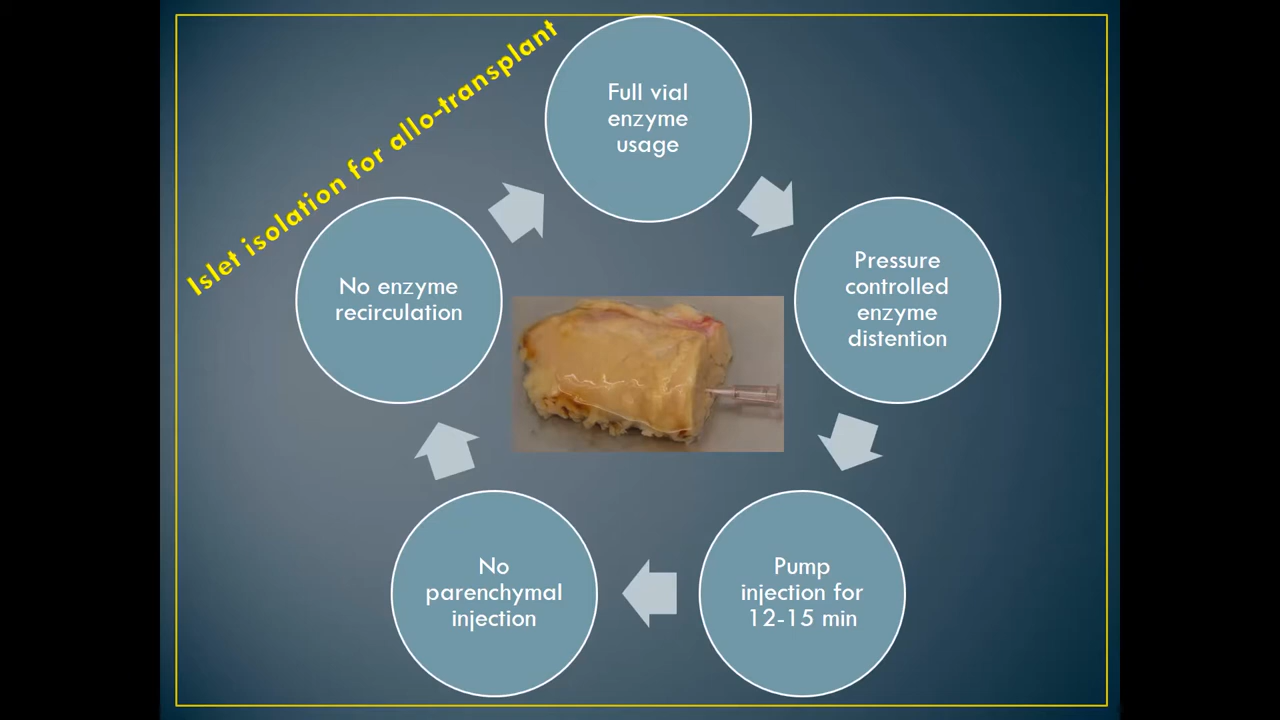 Islet isolation for allo-transplant
Full vial
enzyme
usage
Pressure
controlled
enzyme
distention
Pump
injection for
12-15 min
No
parenchymal
injection
No enzyme
recirculation